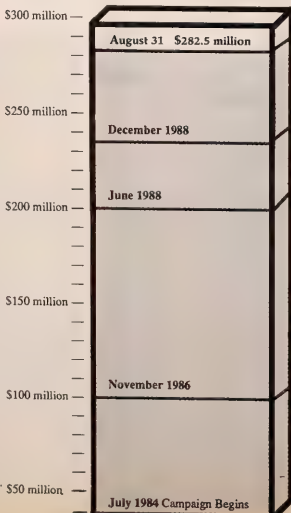 $300 million
August 31 $282.5 million
$250 million
December 1988
June 1988
$200 million
$150 million
November 1986
$100 million
$50 million
July 1984 Campaign Begins